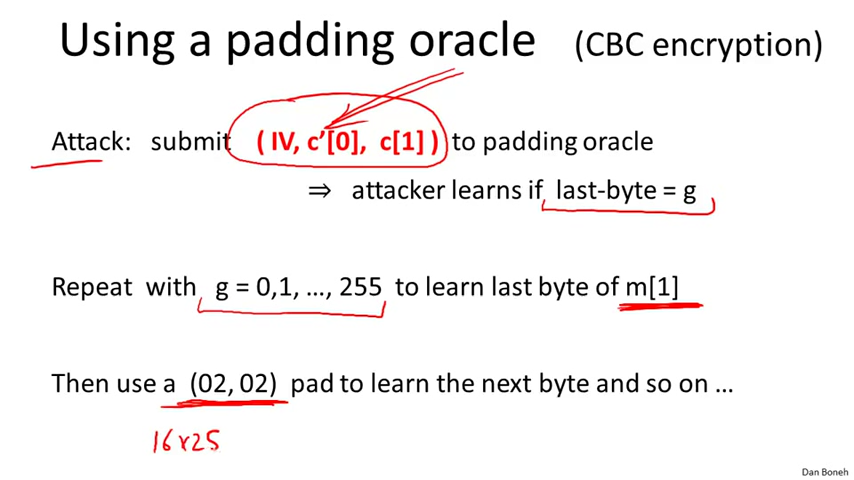 Using a padding oracle (CBC encryption)
Attack: submit ( IV, c'[0], c[1] ) to padding oracle
⇒ attacker learns if last-byte = g
Repeat with g = 0,1, …, 255 to learn last byte of m[1]
Then use a (02, 02) pad to learn the next byte and so on …
16×25
Dan Boneh